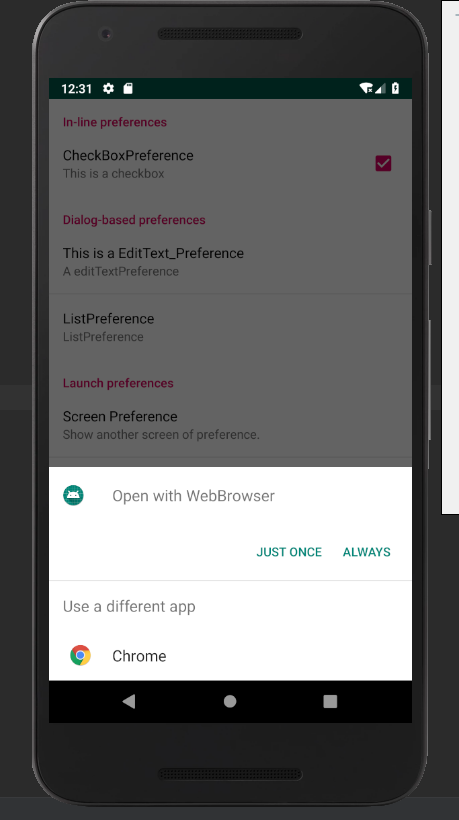 12:31
In-line preferences
CheckBoxPreference
This is a checkbox
Dialog-based preferences
This is a EditText_Preference
A editTextPreference
ListPreference
ListPreference
Launch preferences
Screen Preference
Show another screen of preference.
Open with WebBrowser
JUST ONCE ALWAYS
Use a different app
Chrome